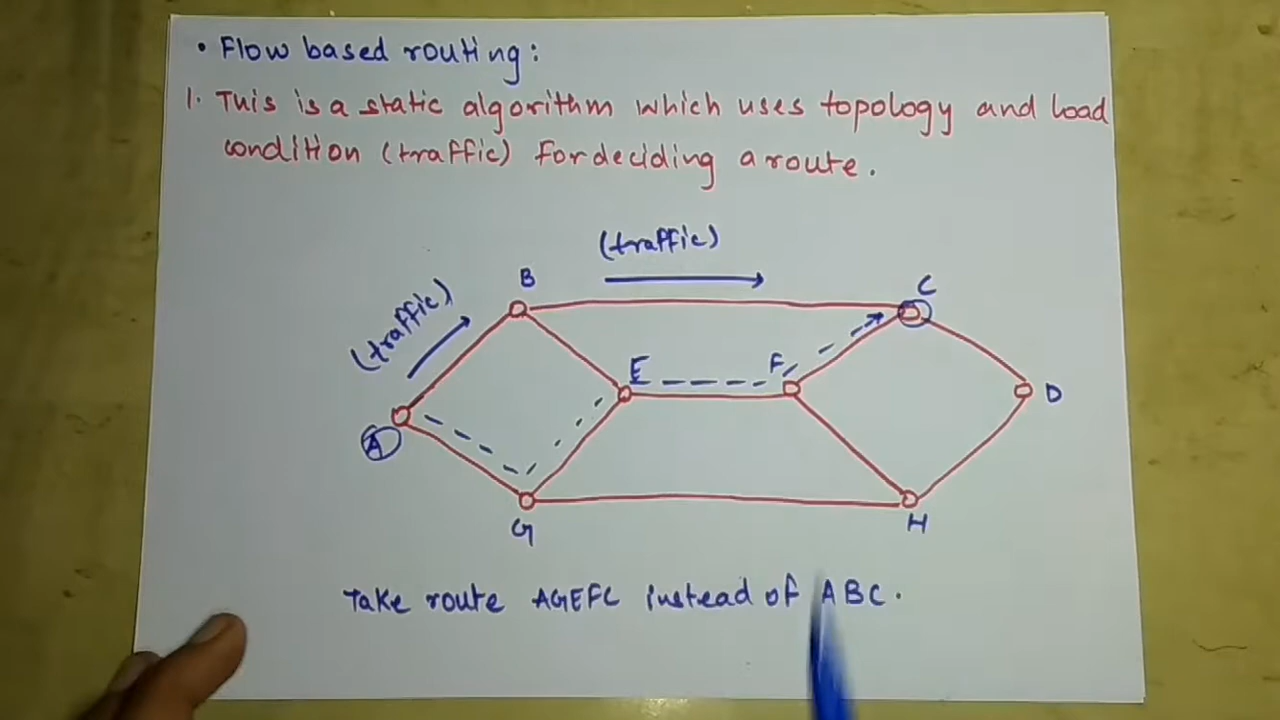 • Flow based routing:
1. This is a static algorithm which uses topology and load
condition (traffic) For deciding a route.
(traffic)
(traffic)
B
C
A
E
F
D
G
H
Take route AGEFC instead of ABC.